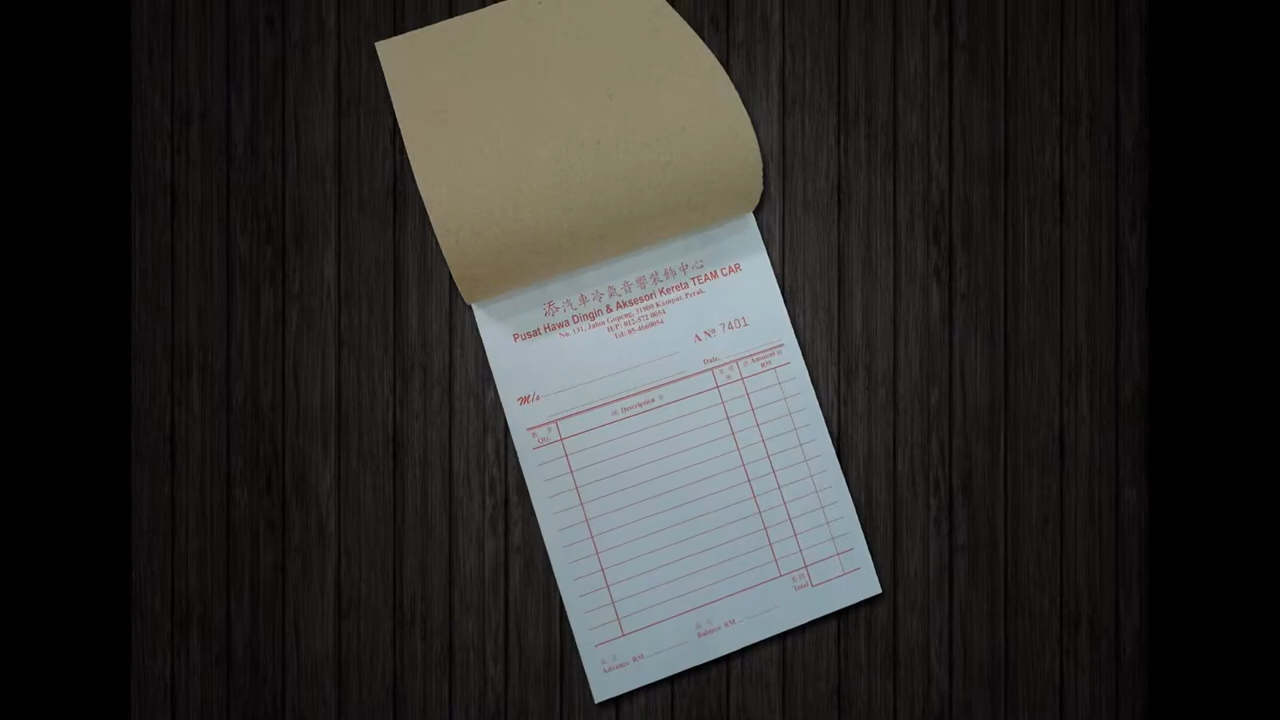 添汽車冷氣音響裝飾中心
Pusat Hawa Dingin & Aksesori Kereta TEAM CAR
No. 131, Jalan Gopeng, 31900 Kampar, Perak.
H/P: 012-572 0054
Tel: 05-4660054
A Nº 7401
M/s
Date.
Qty.
Description
Amount
RM
Total
Advance RM
Balance RM